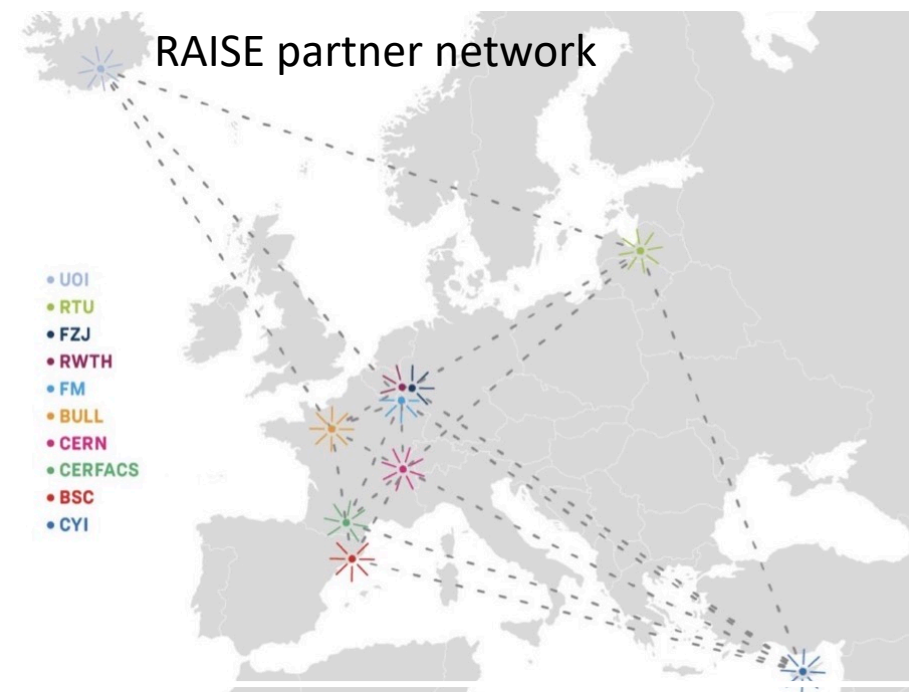 RAISE partner network
• UOI
• RTU
• FZJ
• RWTH
• FM
• BULL
• CERN
• CERFACS
• BSC
• CYI